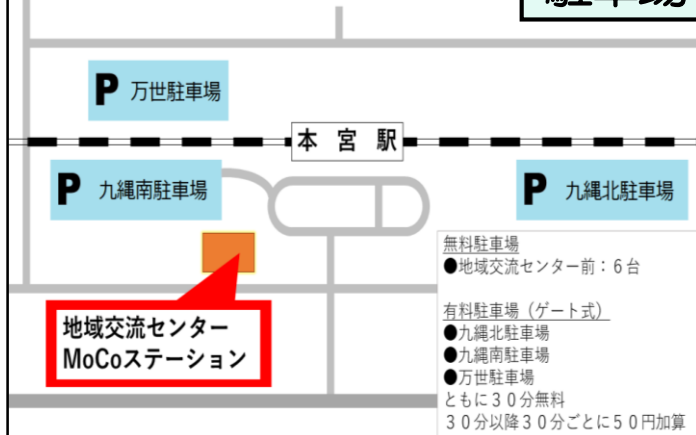 駐車場
P 万世駐車場
本宮駅
P 九縄南駐車場
P 九縄北駐車場
無料駐車場
●地域交流センター前：６台
有料駐車場（ゲート式）
●九縄北駐車場
●九縄南駐車場
●万世駐車場
ともに３０分無料
３０分以降３０分ごとに５０円加算
地域交流センター
MoCoステーション